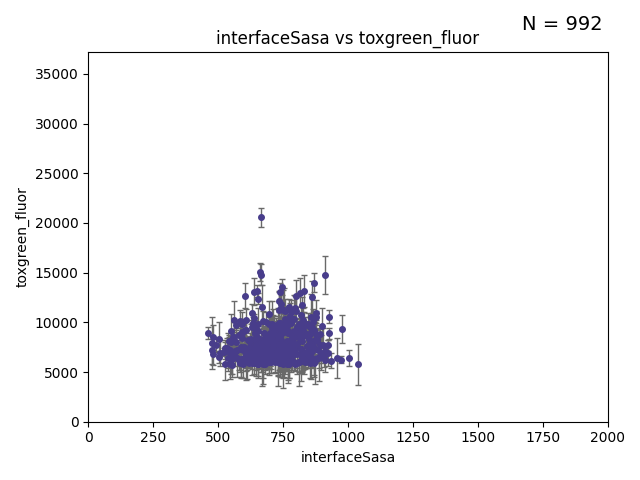 N = 992
interfaceSasa vs toxgreen_fluor
35000
30000
25000
20000
15000
10000
5000
0
toxgreen_fluor
0 250 500 750 1000 1250 1500 1750 2000
interfaceSasa